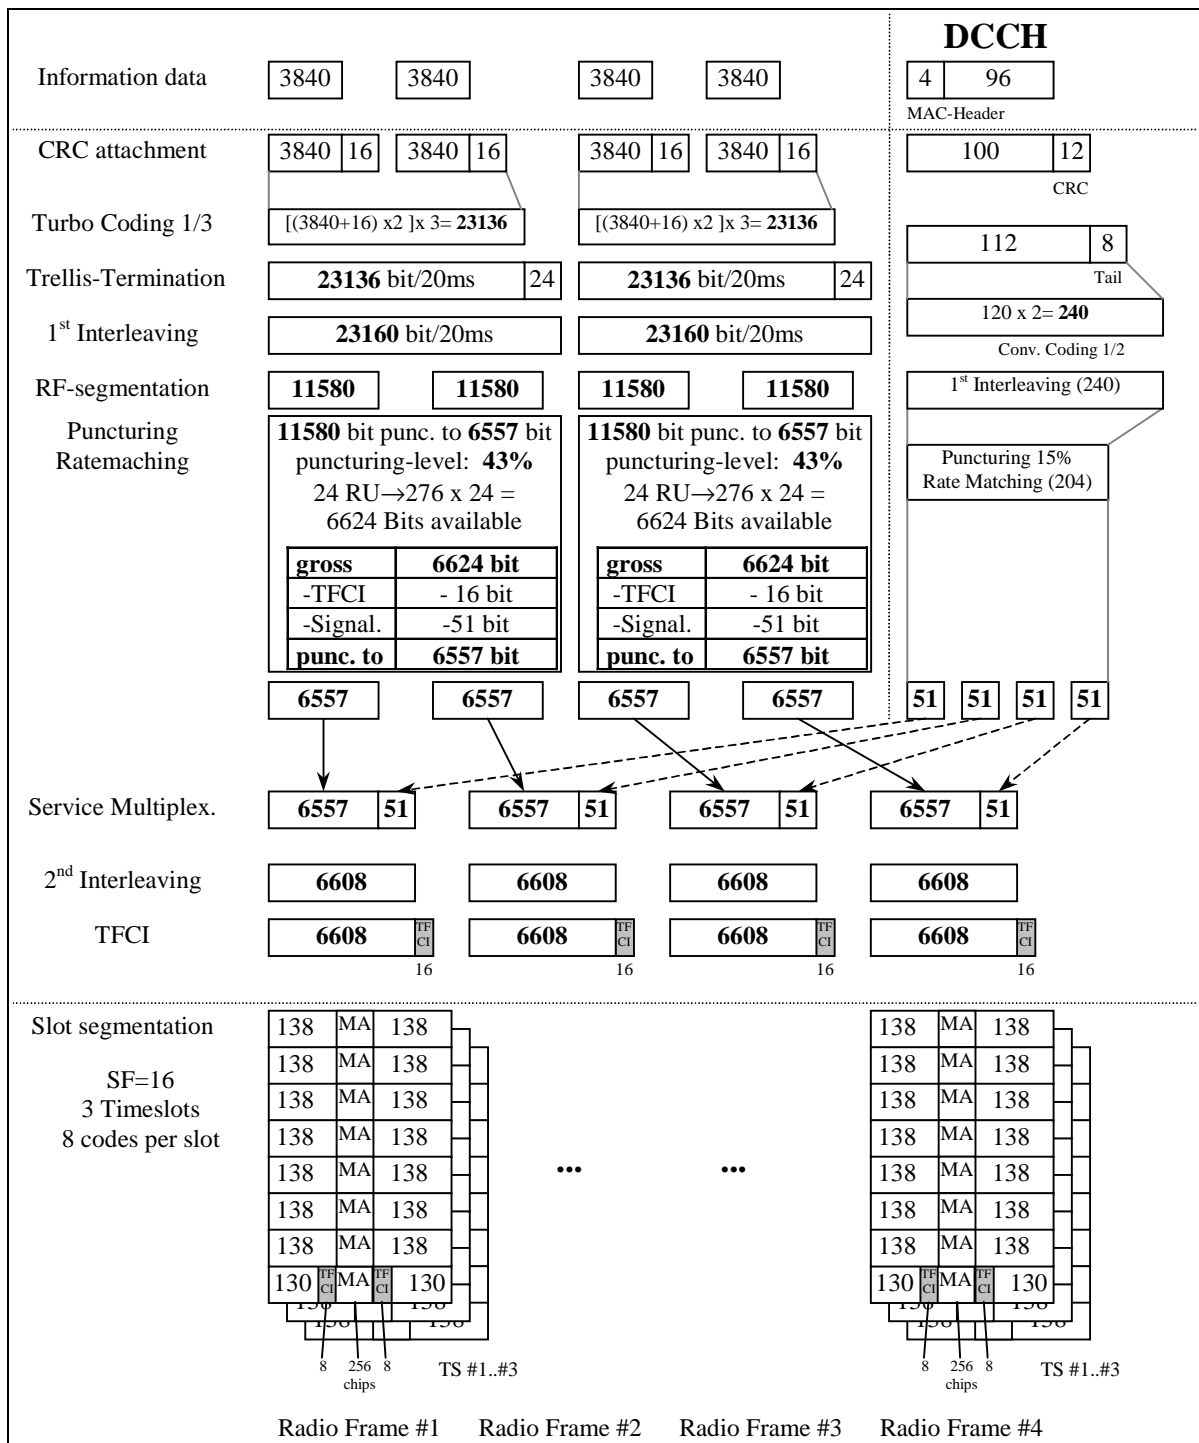 DCCH
Information data 3840 3840 3840 3840 4 96
MAC-Header
CRC attachment 3840 16 3840 16 3840 16 3840 16 100 12
CRC
Turbo Coding 1/3 [(3840+16) x2 ]x 3= 23136 [(3840+16) x2 ]x 3= 23136
112 8
Tail
Trellis-Termination 23136 bit/20ms 24 23136 bit/20ms 24
120 x 2= 240
Conv. Coding 1/2
1st Interleaving 23160 bit/20ms 23160 bit/20ms
RF-segmentation 11580 11580 11580 11580 1st Interleaving (240)
Puncturing 11580 bit punc. to 6557 bit 11580 bit punc. to 6557 bit
Ratemaching puncturing-level: 43% puncturing-level: 43%
Puncturing 15%
Rate Matching (204)
24 RU→276 x 24 = 24 RU→276 x 24 =
6624 Bits available 6624 Bits available
gross 6624 bit gross 6624 bit
-TFCI - 16 bit -TFCI - 16 bit
-Signal. -51 bit -Signal. -51 bit
punc. to 6557 bit punc. to 6557 bit
6557 6557 6557 6557 51 51 51 51
Service Multiplex. 6557 51 6557 51 6557 51 6557 51
2nd Interleaving 6608 6608 6608 6608
TFCI 6608 TF CI 6608 TF CI 6608 TF CI 6608 TF CI
16 16 16 16
Slot segmentation 138 MA 138 138 MA 138
138 MA 138 138 MA 138
SF=16
3 Timeslots 138 MA 138 138 MA 138
8 codes per slot 138 MA 138 138 MA 138
138 MA 138 ... ... 138 MA 138
138 MA 138 138 MA 138
138 MA 138 138 MA 138
130 TF CI MA TF CI 130 130 TF CI MA TF CI 130
138 138 138 138
138 138 138 138
8 256 chips 8 TS #1..#3 8 256 chips 8 TS #1..#3
Radio Frame #1 Radio Frame #2 Radio Frame #3 Radio Frame #4